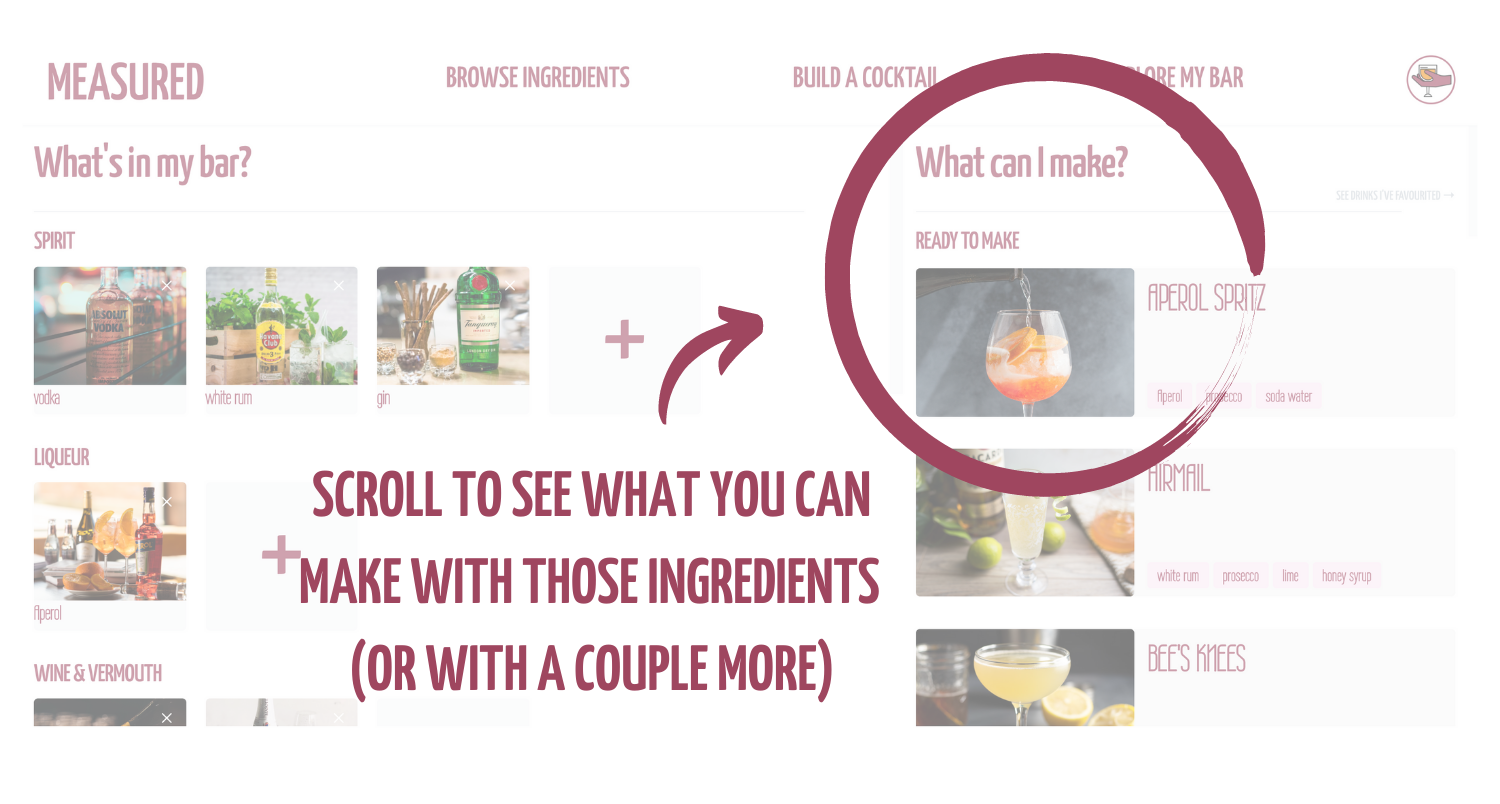 MEASURED
BROWSE INGREDIENTS
BUILD A COCKTAIL
LORE MY BAR
What's in my bar?
SPIRIT
ABSOLUT
VODKA
Havana
Club
3
Tanqueray
vodka
white rum
gin
LIQUEUR
Aperol
WINE & VERMOUTH
SCROLL TO SEE WHAT YOU CAN
MAKE WITH THOSE INGREDIENTS
(OR WITH A COUPLE MORE)
What can I make?
SEE DRINKS I'VE FAVOURITED →
READY TO MAKE
APEROL SPRITZ
Aperol prosecco soda water
AIRMAIL
white rum prosecco lime honey syrup
BEE'S KNEES